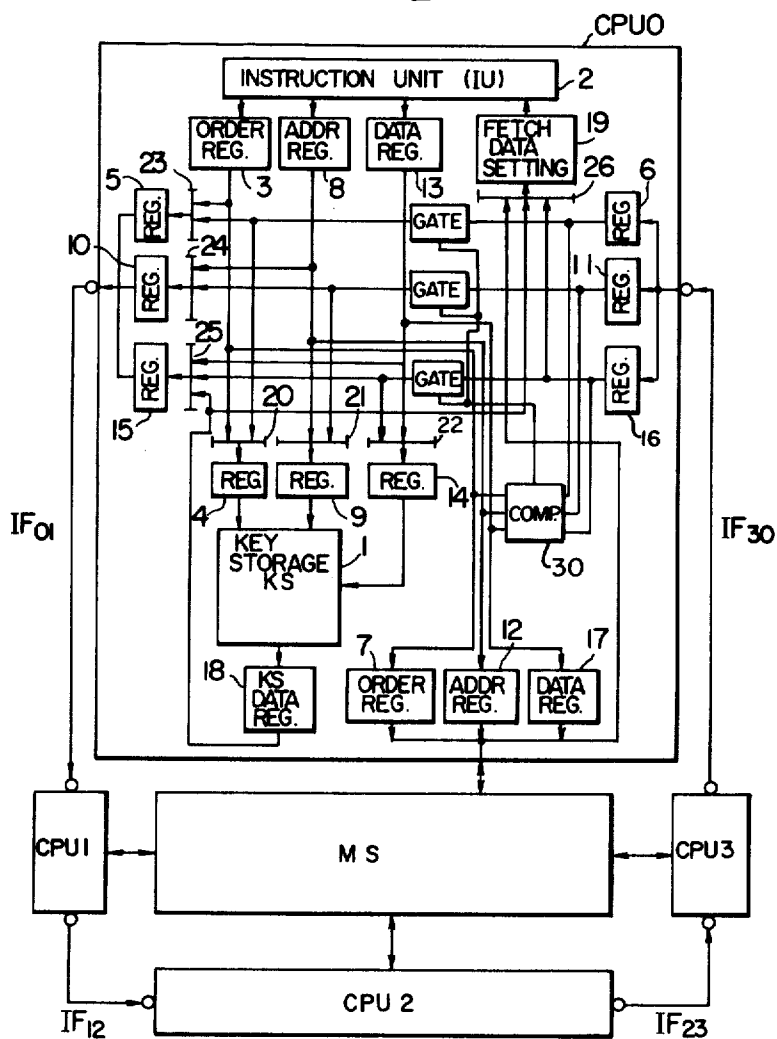 CPU0
INSTRUCTION UNIT (IU)
2
ORDER
REG.
3
ADDR
REG.
8
DATA
REG.
13
FETCH
DATA
SETTING
19
26
5
23
REG.
GATE
6
REG
10
24
REG.
GATE
11
REG.
25
REG.
15
GATE
REG.
16
20
21
22
REG.
4
REG.
9
REG.
14
COMP.
30
IF01
IF30
KEY
STORAGE
KS
1
18
KS
DATA
REG.
7
ORDER
REG.
12
ADDR
REG.
17
DATA
REG.
CPU1
MS
CPU3
CPU2
IF12
IF23